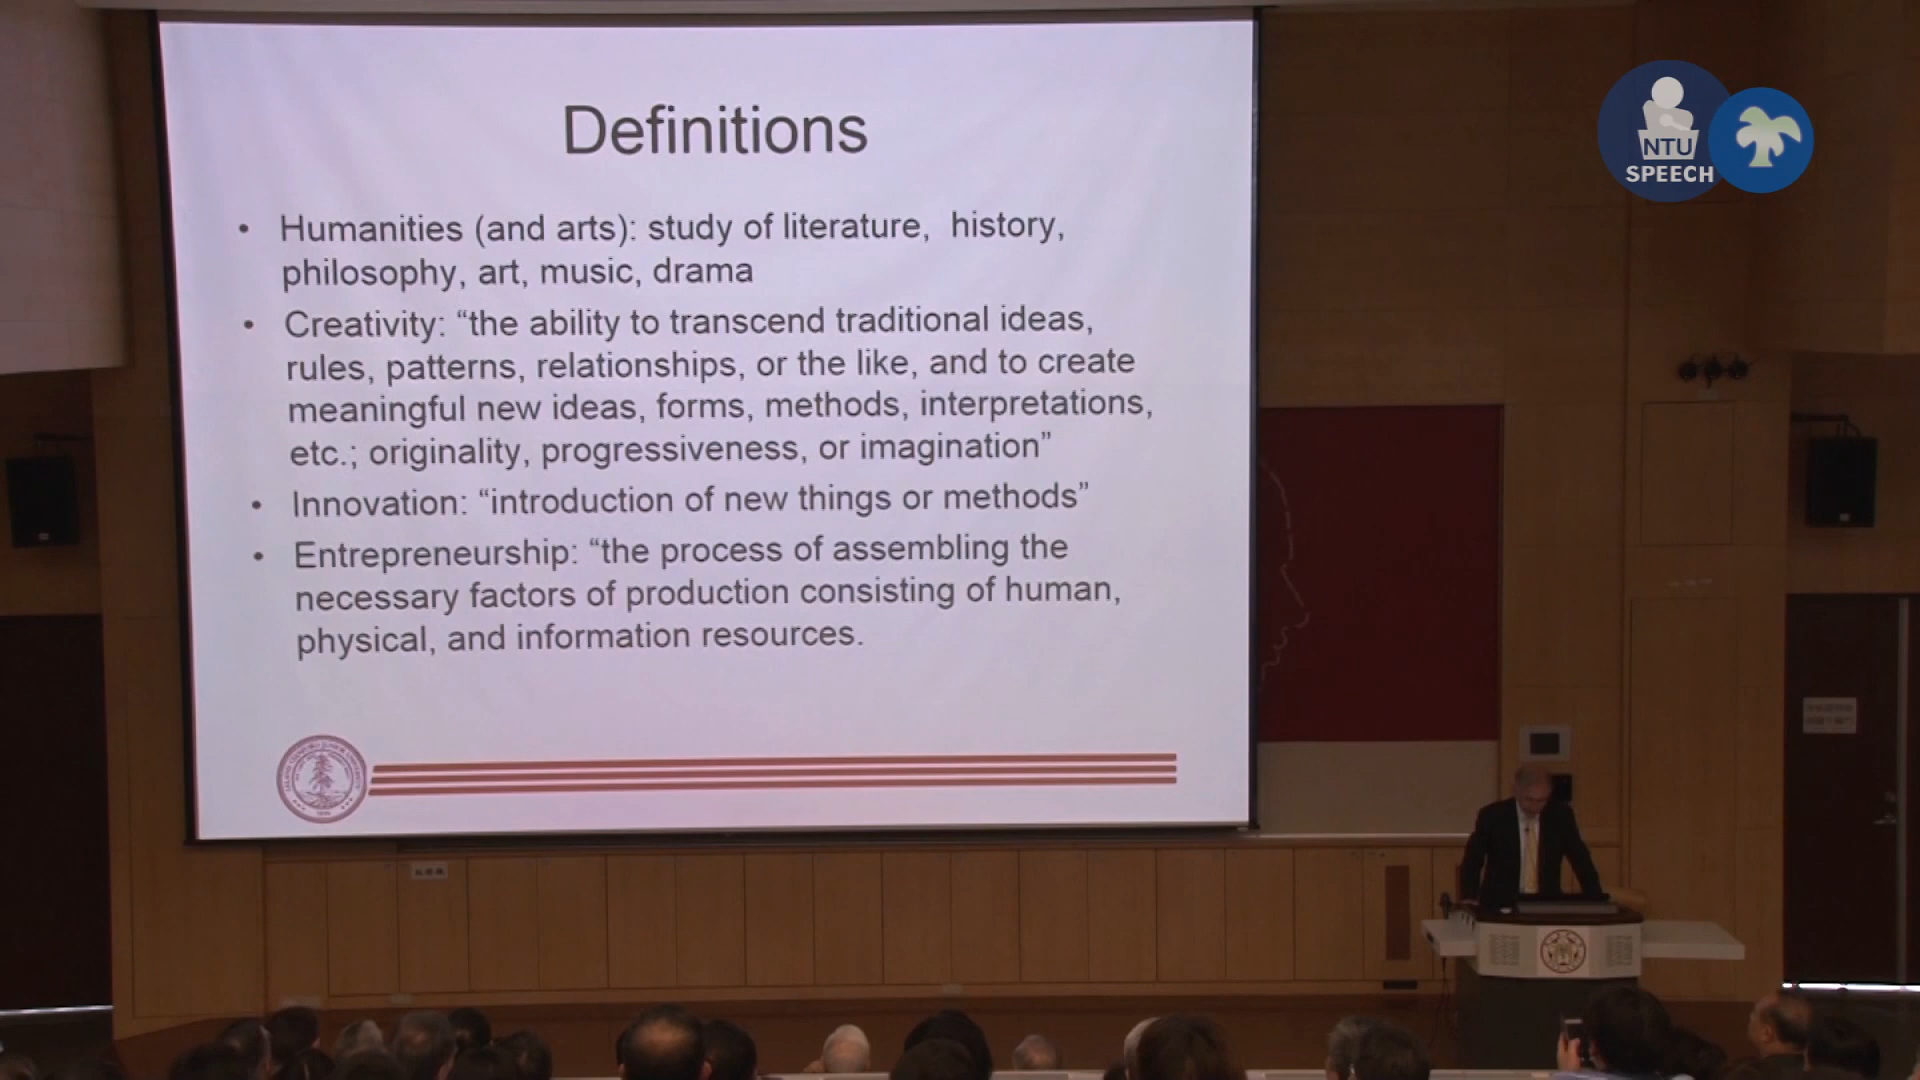 Definitions
• Humanities (and arts): study of literature, history,
philosophy, art, music, drama
• Creativity: “the ability to transcend traditional ideas,
rules, patterns, relationships, or the like, and to create
meaningful new ideas, forms, methods, interpretations,
etc.; originality, progressiveness, or imagination”
• Innovation: “introduction of new things or methods”
• Entrepreneurship: “the process of assembling the
necessary factors of production consisting of human,
physical, and information resources.
NTU
SPEECH